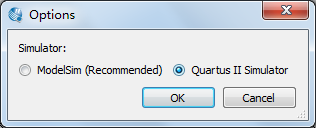 Options
Simulator:
ModelSim (Recommended) Quartus II Simulator
OK Cancel